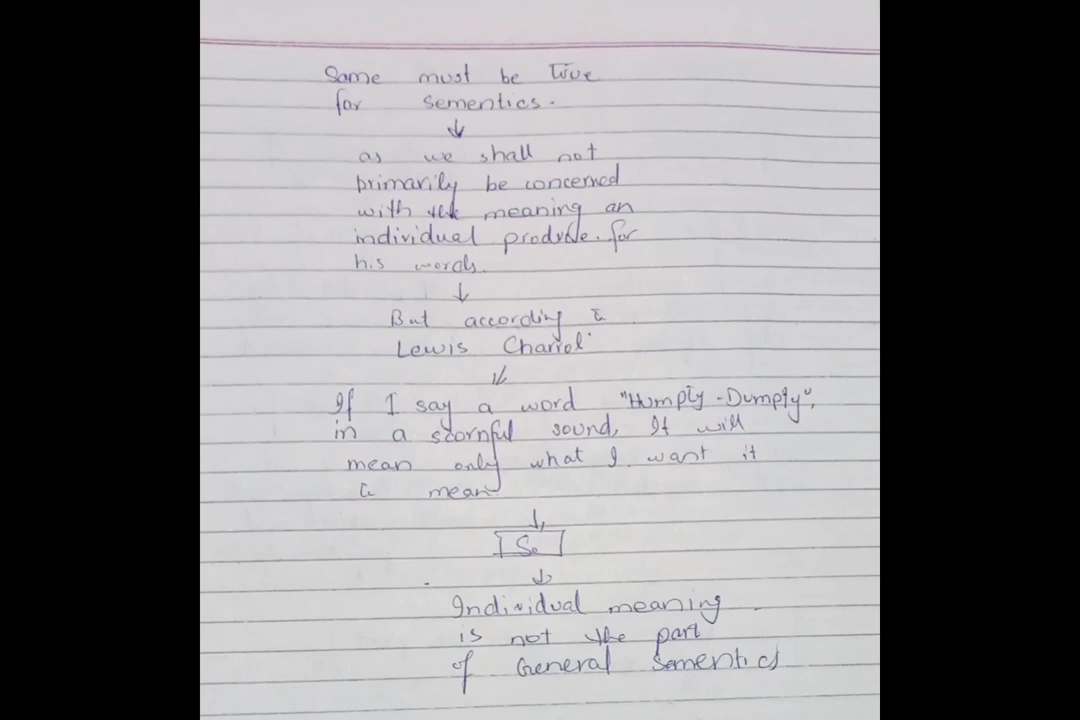 Same must be true
for sementics.
↓
as we shall not
primarily be concerned
with the meaning an
individual produce for
his words.
↓
But according to
Lewis Charrol
↓
If I say a word "Humpty-Dumpty",
in a scornful sound, It will
mean only what I want it
to mean
↓
So
↓
Individual meaning
is not the part
of General Sementics